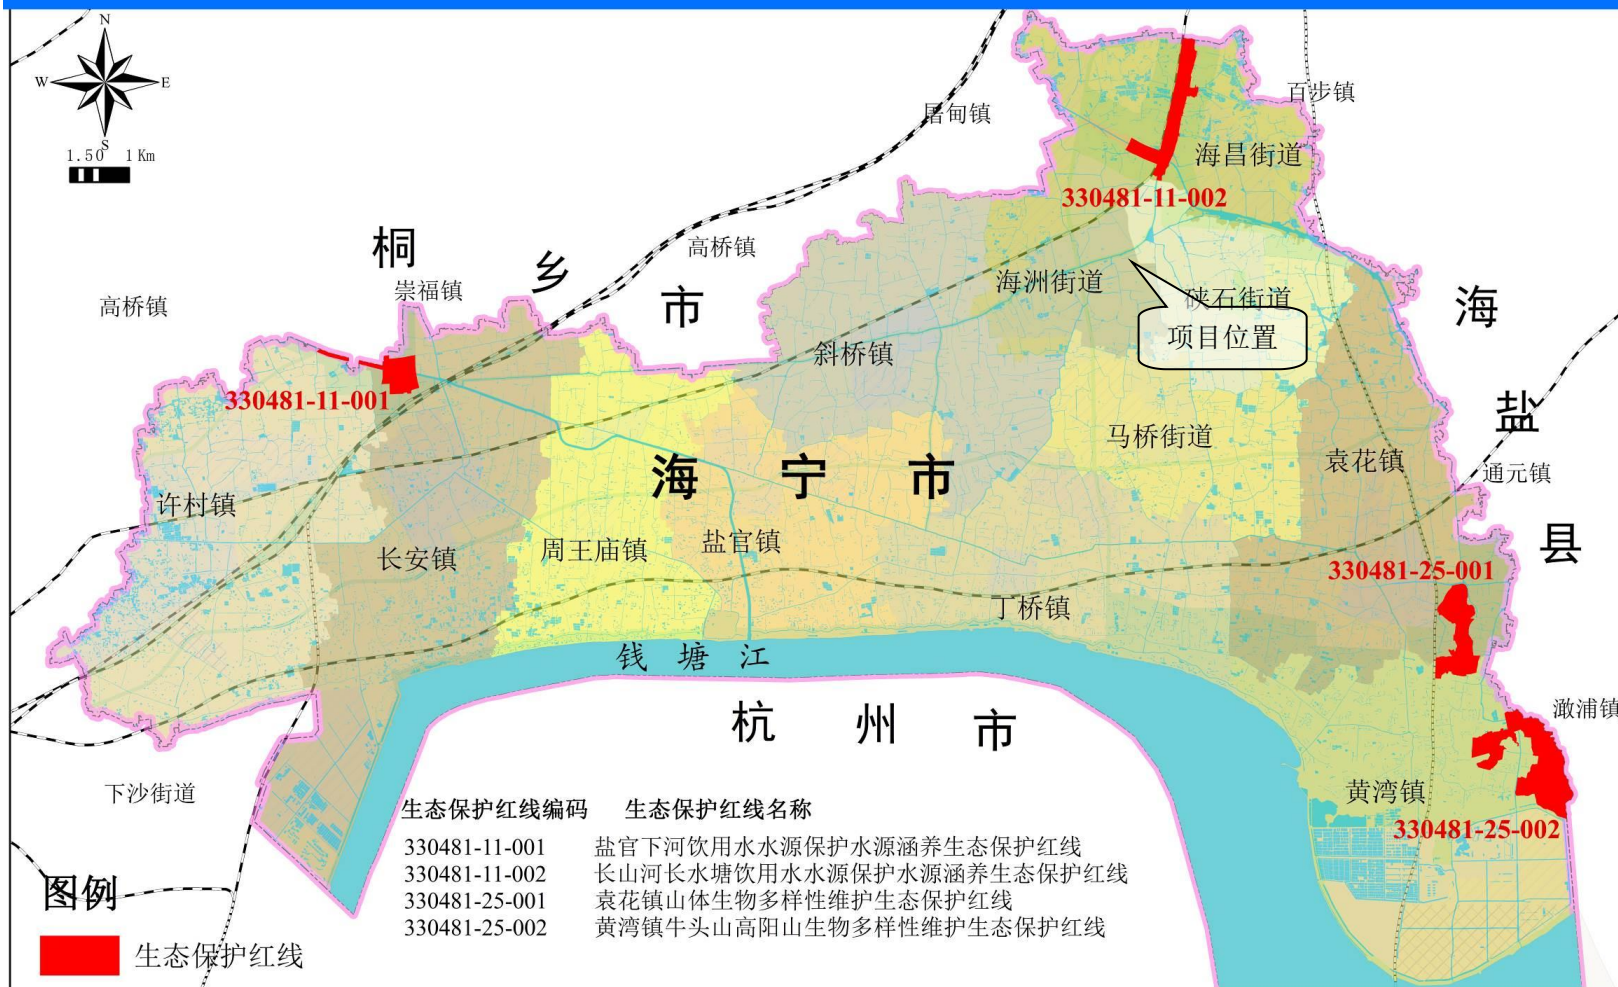 N
W
E
S
1.50 1 Km
屠甸镇
百步镇
海昌街道
330481-11-002
桐乡市
高桥镇
崇福镇
高桥镇
海洲街道
硖石街道
海盐县
项目位置
斜桥镇
330481-11-001
马桥街道
袁花镇
通元镇
海宁市
许村镇
长安镇
周王庙镇
盐官镇
330481-25-001
丁桥镇
钱塘江
杭州市
澉浦镇
下沙街道
黄湾镇
330481-25-002
生态保护红线编码 生态保护红线名称
330481-11-001 盐官下河饮用水水源保护水源涵养生态保护红线
330481-11-002 长山河长水塘饮用水水源保护水源涵养生态保护红线
330481-25-001 袁花镇山体生物多样性维护生态保护红线
330481-25-002 黄湾镇牛头山高阳山生物多样性维护生态保护红线
图例
生态保护红线